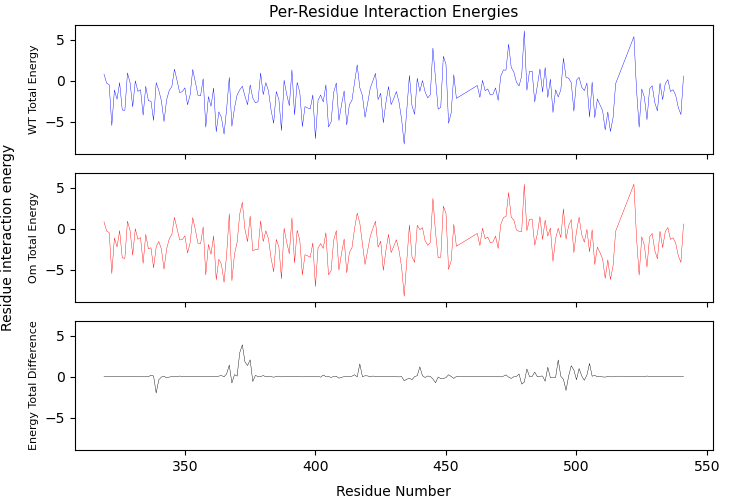 Per-Residue Interaction Energies
Residue interaction energy
WT Total Energy
5
0
−5
Om Total Energy
5
0
−5
Energy Total Difference
5
0
−5
350
400
450
500
550
Residue Number